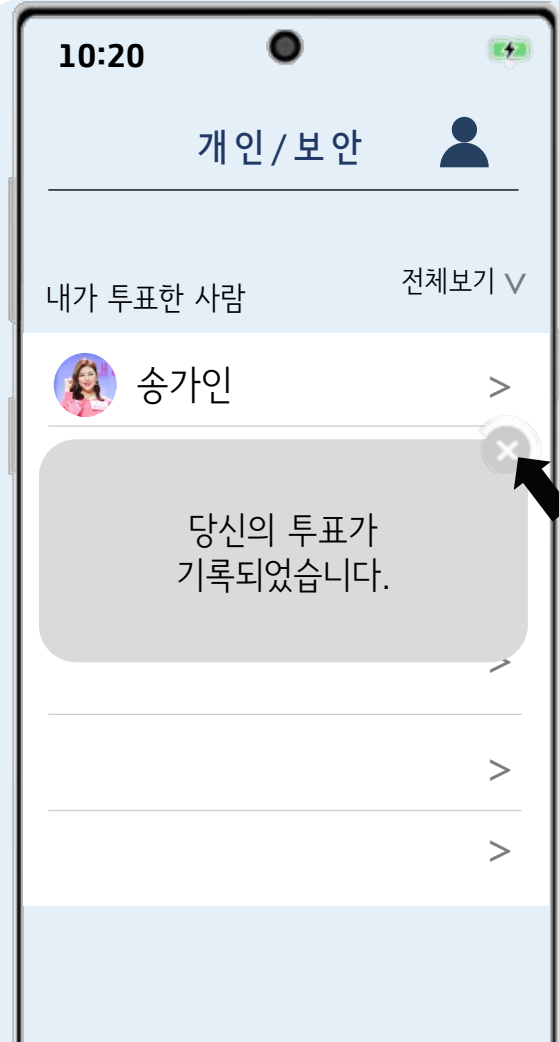 10:20
개인/보안
내가 투표한 사람
전체보기 ∨
송가인 >
당신의 투표가
기록되었습니다.
>
>
>